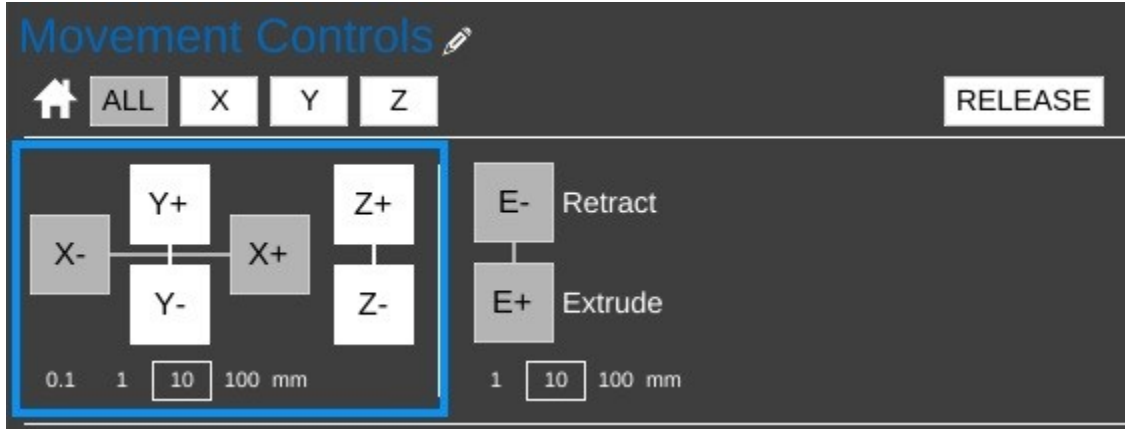 Movement Controls
ALL X Y Z RELEASE
Y+ Z+ E- Retract
X- X+
Y- Z- E+ Extrude
0.1 1 10 100 mm 1 10 100 mm